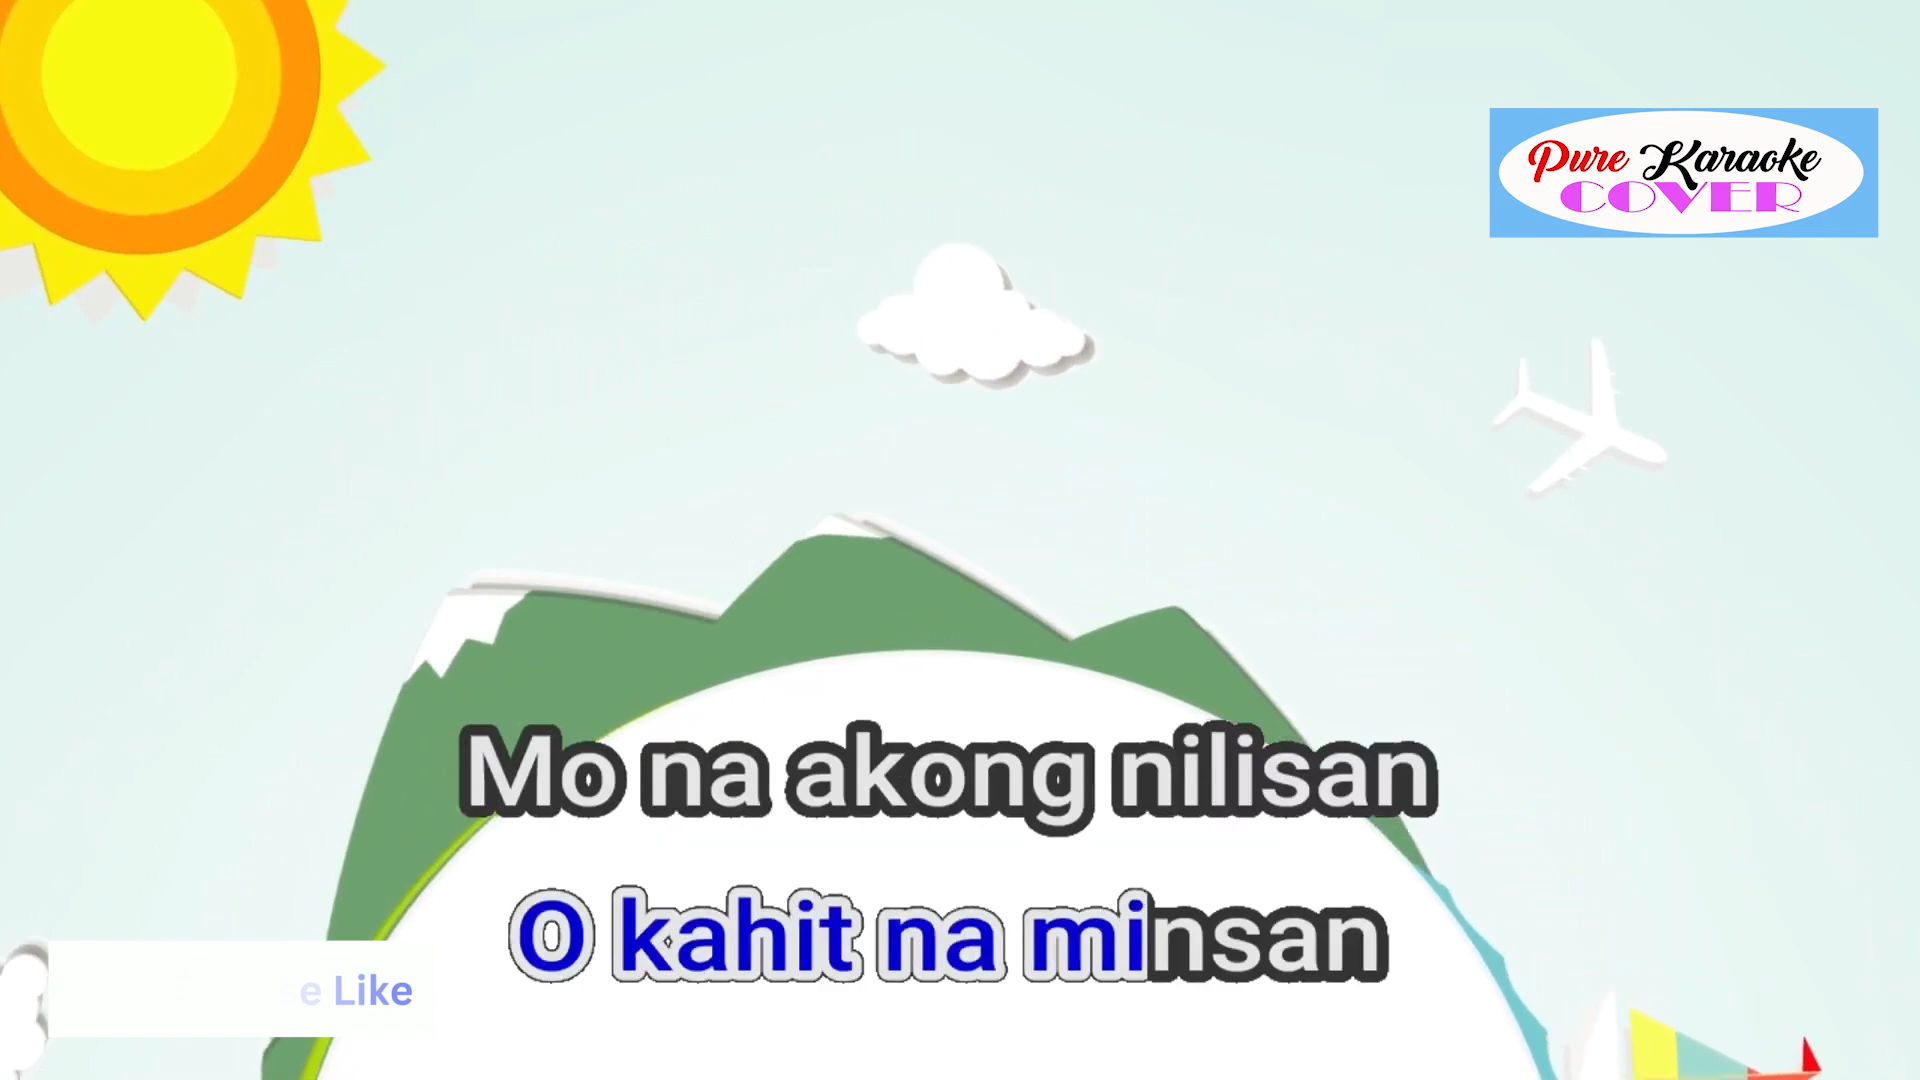 Pure Karaoke
COVER
Mo na akong nilisan
O kahit na minsan
e Like